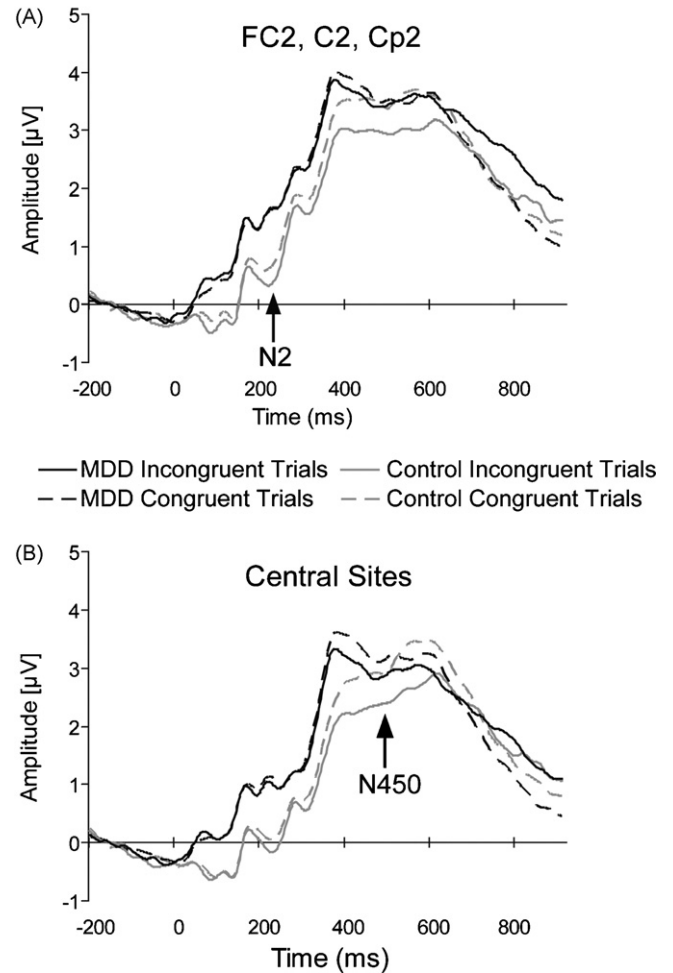 (A)
FC2, C2, Cp2
Amplitude [µV]
5
4
3
2
1
0
-1
N2
-200 0 200 400 600 800
Time (ms)
MDD Incongruent Trials Control Incongruent Trials
MDD Congruent Trials Control Congruent Trials
(B)
Central Sites
Amplitude [µV]
5
4
3
2
1
0
-1
N450
-200 0 200 400 600 800
Time (ms)